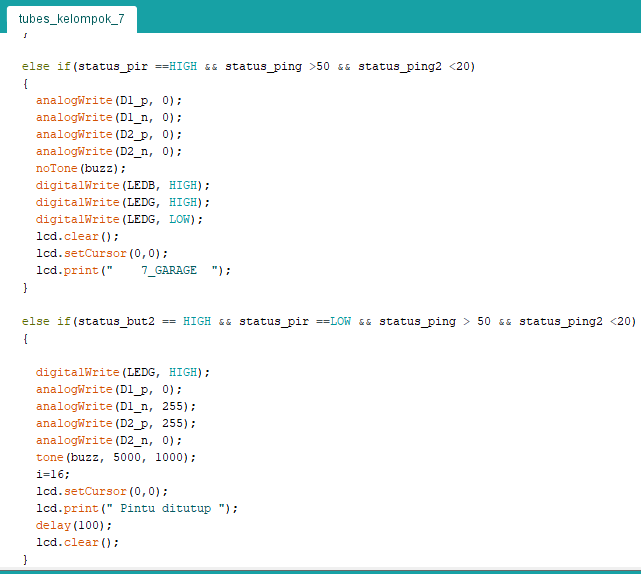 tubes_kelompok_7
}
else if(status_pir ==HIGH && status_ping >50 && status_ping2 <20)
{
analogWrite(D1_p, 0);
analogWrite(D1_n, 0);
analogWrite(D2_p, 0);
analogWrite(D2_n, 0);
noTone(buzz);
digitalWrite(LEDB, HIGH);
digitalWrite(LEDG, HIGH);
digitalWrite(LEDG, LOW);
lcd.clear();
lcd.setCursor(0,0);
lcd.print("    7_GARAGE  ");
}
else if(status_but2 == HIGH && status_pir ==LOW && status_ping > 50 && status_ping2 <20)
{
digitalWrite(LEDG, HIGH);
analogWrite(D1_p, 0);
analogWrite(D1_n, 255);
analogWrite(D2_p, 255);
analogWrite(D2_n, 0);
tone(buzz, 5000, 1000);
i=16;
lcd.setCursor(0,0);
lcd.print(" Pintu ditutup ");
delay(100);
lcd.clear();
}